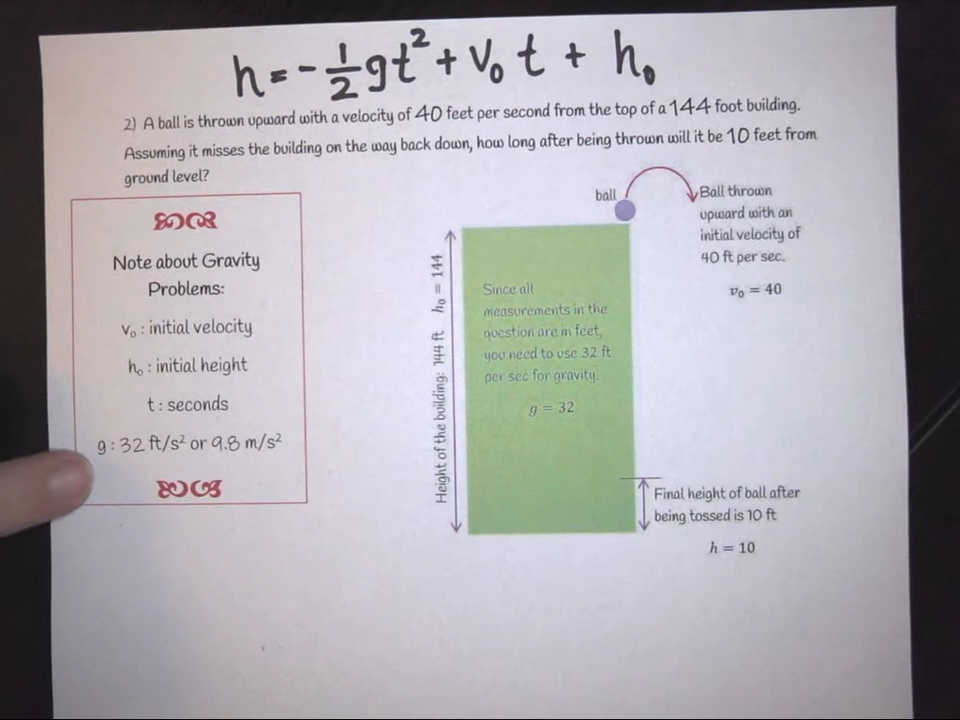 h = -1/2 gt² + v₀ t + h₀
2) A ball is thrown upward with a velocity of 40 feet per second from the top of a 144 foot building.
Assuming it misses the building on the way back down, how long after being thrown will it be 10 feet from
ground level?
Note about Gravity
Problems:
v₀ : initial velocity
h₀ : initial height
t : seconds
g : 32 ft/s² or 9.8 m/s²
Height of the building: 144 ft h₀ = 144
Since all
measurements in the
question are in feet,
you need to use 32 ft
per sec for gravity.
g = 32
ball
Ball thrown
upward with an
initial velocity of
40 ft per sec.
v₀ = 40
Final height of ball after
being tossed is 10 ft
h = 10